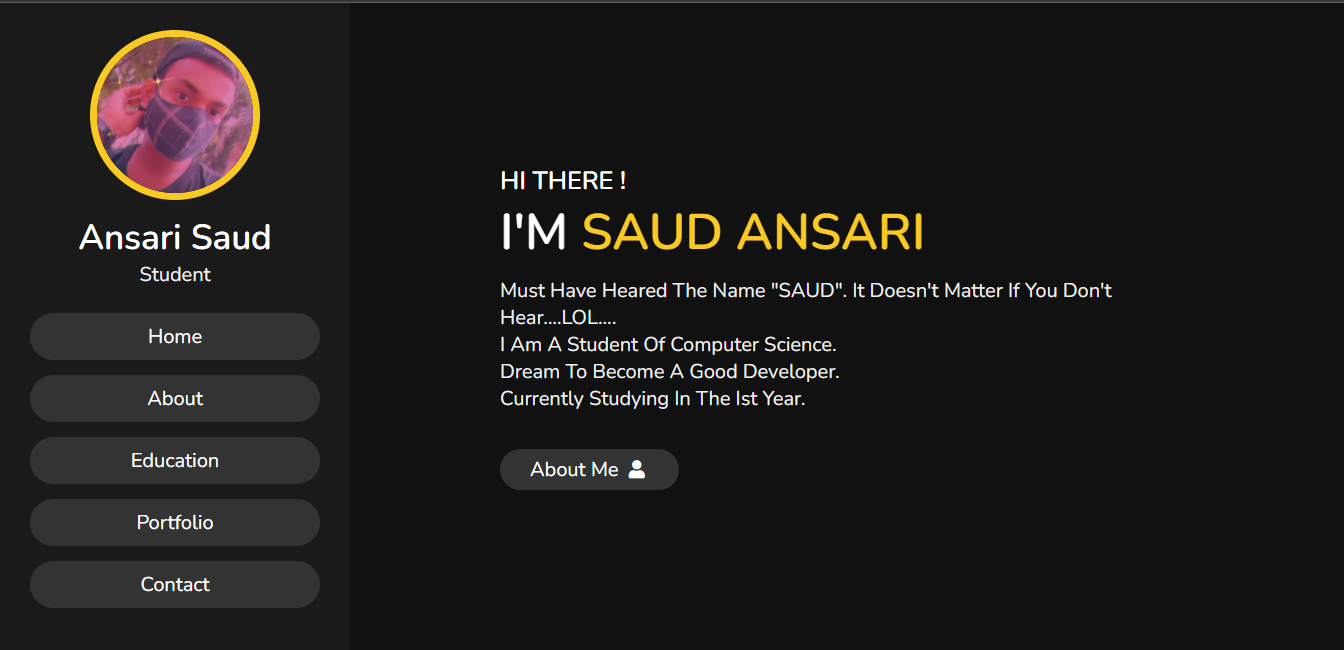 Ansari Saud
Student
Home
About
Education
Portfolio
Contact
HI THERE !
I'M SAUD ANSARI
Must Have Heared The Name "SAUD". It Doesn't Matter If You Don't
Hear....LOL....
I Am A Student Of Computer Science.
Dream To Become A Good Developer.
Currently Studying In The Ist Year.
About Me